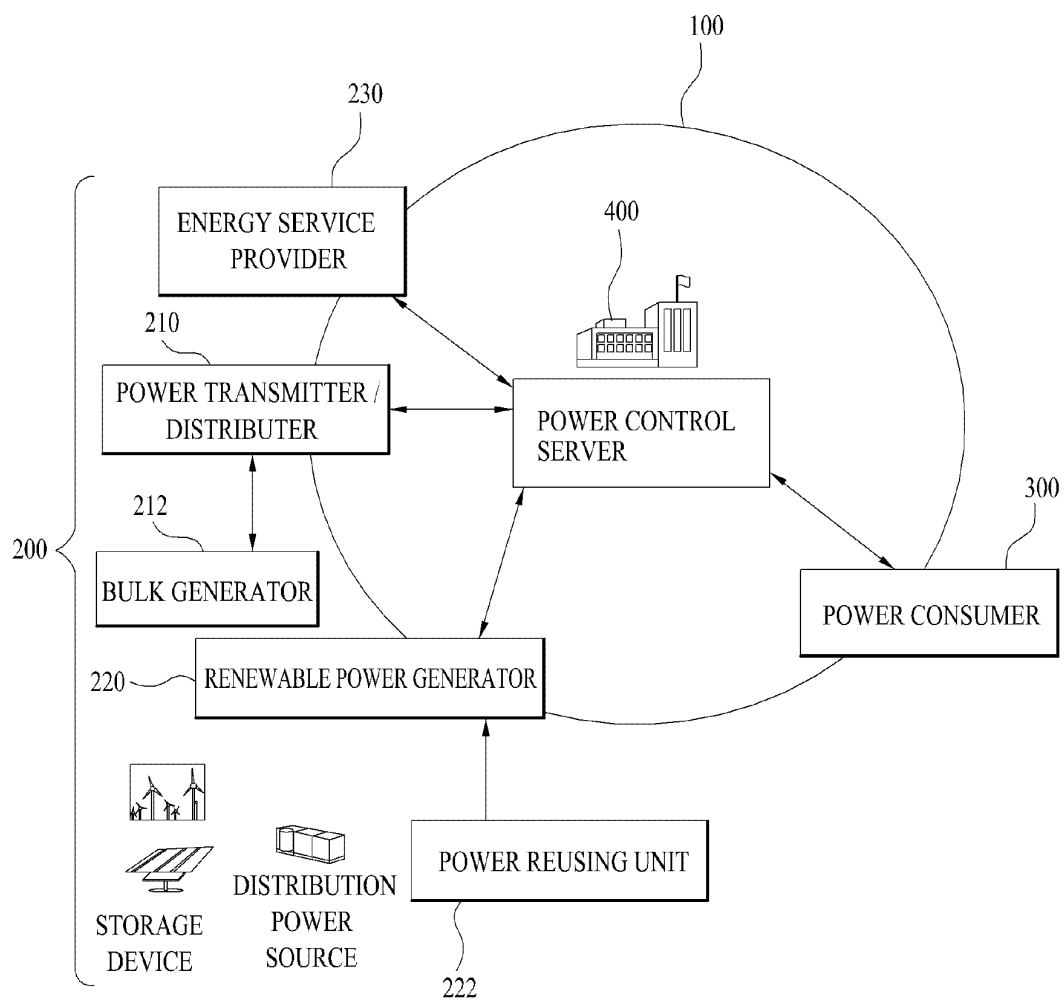 100
230
ENERGY SERVICE
PROVIDER
400
210
POWER TRANSMITTER /
DISTRIBUTER
POWER CONTROL
SERVER
300
212
200
BULK GENERATOR
POWER CONSUMER
220
RENEWABLE POWER GENERATOR
POWER REUSING UNIT
DISTRIBUTION
POWER
SOURCE
STORAGE
DEVICE
222